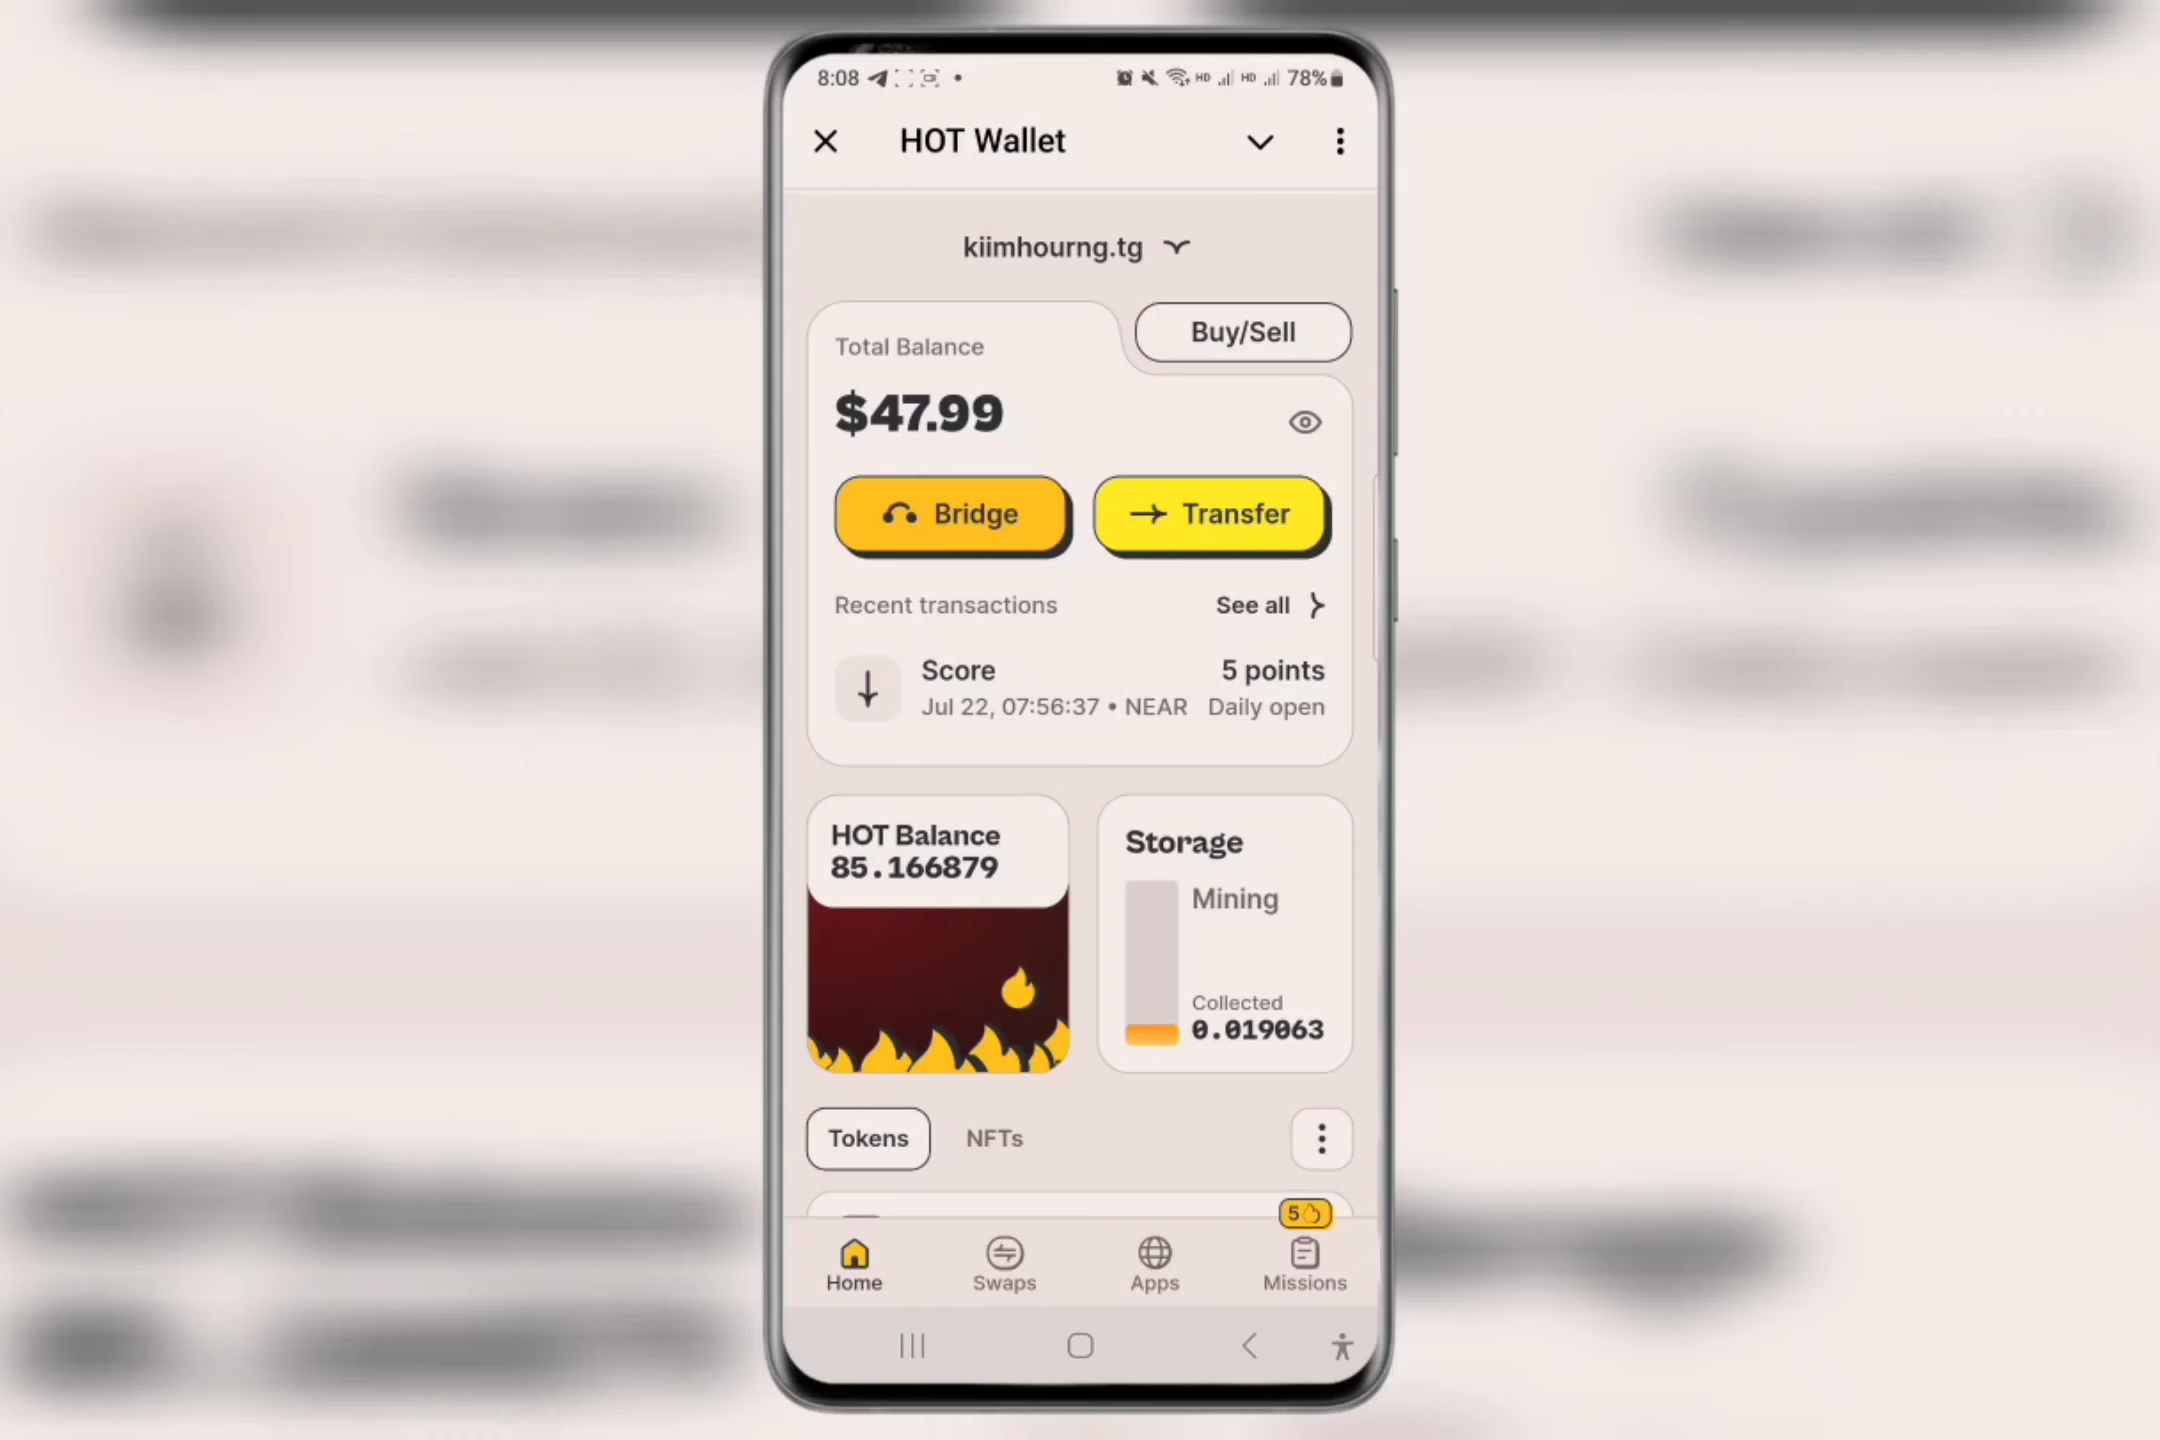 8:08 HD HD 78%
HOT Wallet
kiimhourng.tg
Total Balance
Buy/Sell
$47.99
Bridge
Transfer
Recent transactions
See all
Score
5 points
Jul 22, 07:56:37 • NEAR
Daily open
HOT Balance
85.166879
Storage
Mining
Collected
0.019063
Tokens
NFTs
5
Home
Swaps
Apps
Missions